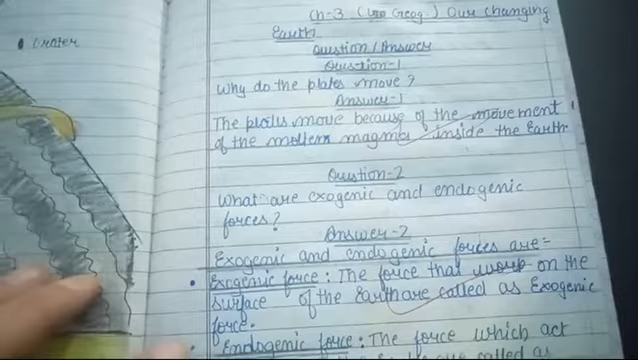 Crater
Ch-3 (Geog.) Our changing
Earth
Question/Answer
Question-1
Why do the plates move?
Answer-1
The plates move because of the movement
of the molten magma inside the Earth
Question-2
What are exogenic and endogenic
forces?
Answer-2
Exogenic and endogenic forces are=
Exogenic force: The force that work on the
surface of the Earth are called as Exogenic
force.
Endogenic force: The force which act
called as